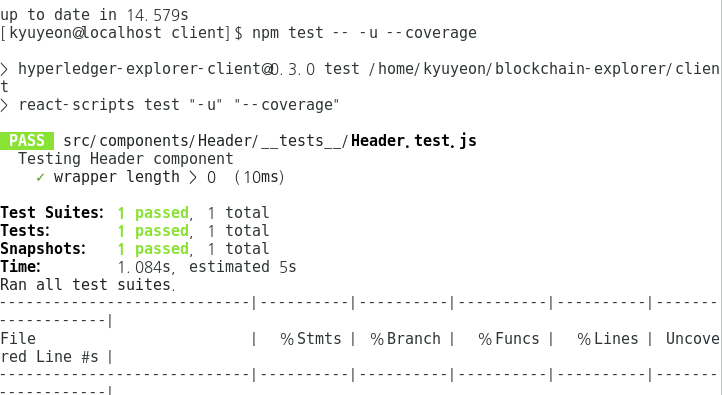 up to date in 14.579s
[kyuyeon@localhost client]$ npm test -- -u --coverage
> hyperledger-explorer-client@0.3.0 test /home/kyuyeon/blockchain-explorer/clien
t
> react-scripts test "-u" "--coverage"
PASS src/components/Header/__tests__/Header.test.js
Testing Header component
✓ wrapper length > 0 (10ms)
Test Suites: 1 passed, 1 total
Tests: 1 passed, 1 total
Snapshots: 1 passed, 1 total
Time: 1.084s, estimated 5s
Ran all test suites.
----------------------------|----------|----------|----------|----------|-------
------------|
File | %Stmts | %Branch | %Funcs | %Lines | Uncove
red Line #s |
----------------------------|----------|----------|----------|----------|-------
------------|